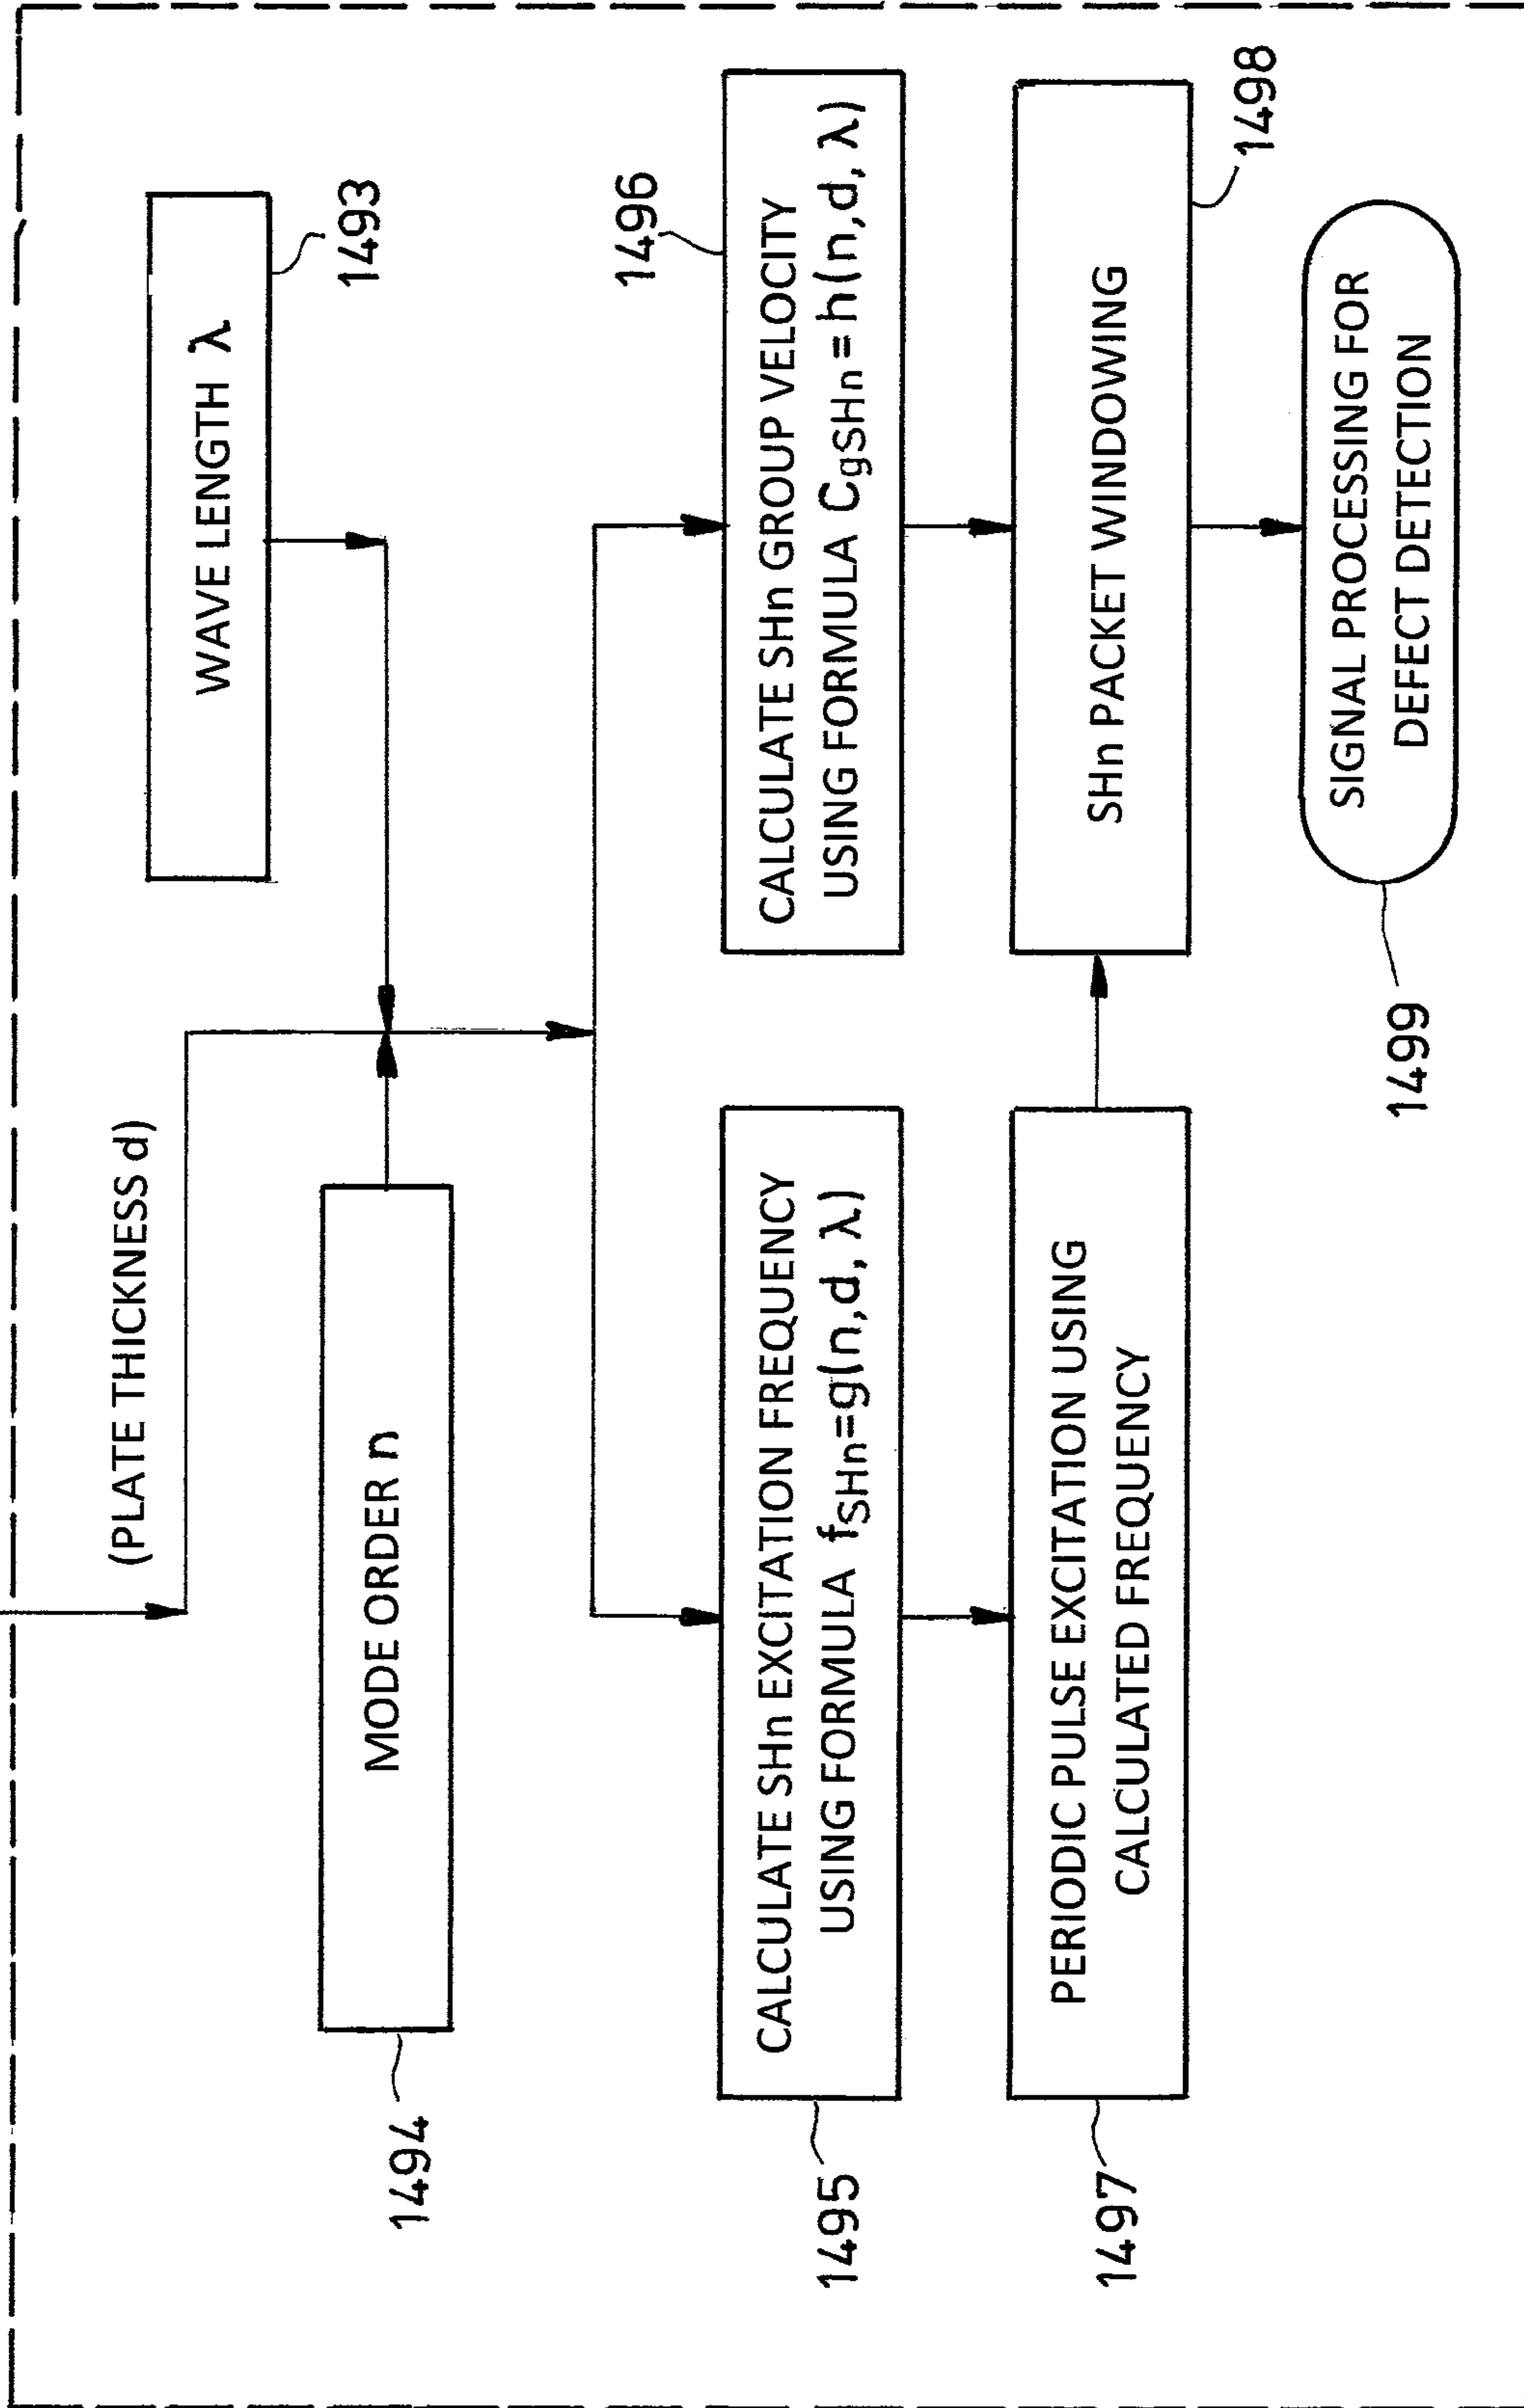 (PLATE THICKNESS d)
WAVE LENGTH λ
1493
MODE ORDER n
1494
CALCULATE SHn EXCITATION FREQUENCY
USING FORMULA fSHn=g(n,d,λ)
1495
CALCULATE SHn GROUP VELOCITY
USING FORMULA CgSHn=h(n,d,λ)
1496
PERIODIC PULSE EXCITATION USING
CALCULATED FREQUENCY
1497
SHn PACKET WINDOWING
1498
SIGNAL PROCESSING FOR
DEFECT DETECTION
1499